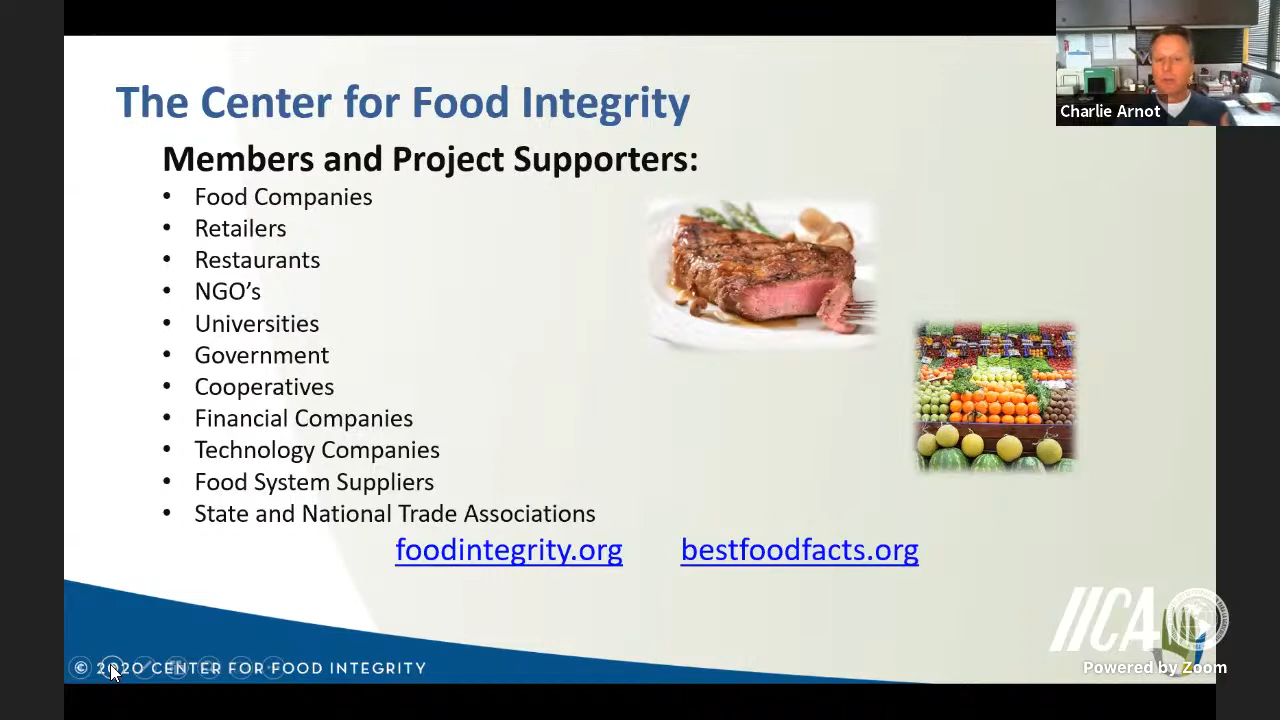 The Center for Food Integrity
Charlie Arnot
Members and Project Supporters:
• Food Companies
• Retailers
• Restaurants
• NGO’s
• Universities
• Government
• Cooperatives
• Financial Companies
• Technology Companies
• Food System Suppliers
• State and National Trade Associations
foodintegrity.org bestfoodfacts.org
IICA
© 2020 CENTER FOR FOOD INTEGRITY
Powered by Zoom